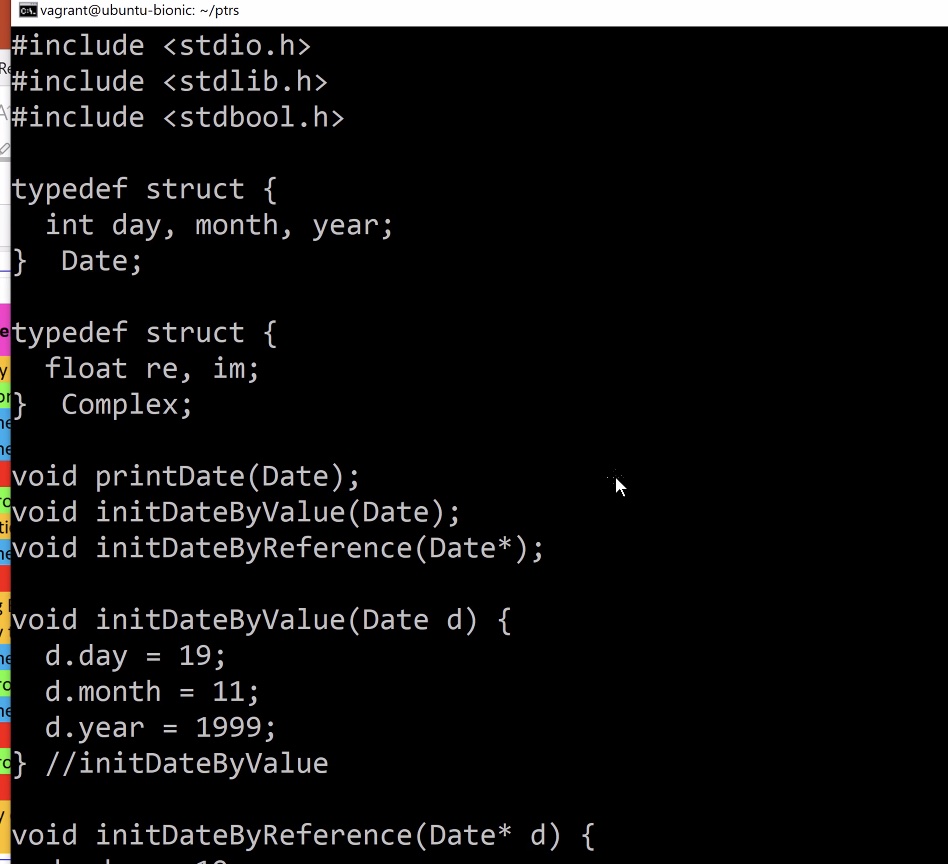 vagrant@ubuntu-bionic: ~/ptrs
#include <stdio.h>
#include <stdlib.h>
#include <stdbool.h>
typedef struct {
  int day, month, year;
}  Date;
typedef struct {
  float re, im;
}  Complex;
void printDate(Date);
void initDateByValue(Date);
void initDateByReference(Date*);
void initDateByValue(Date d) {
  d.day = 19;
  d.month = 11;
  d.year = 1999;
} //initDateByValue
void initDateByReference(Date* d) {